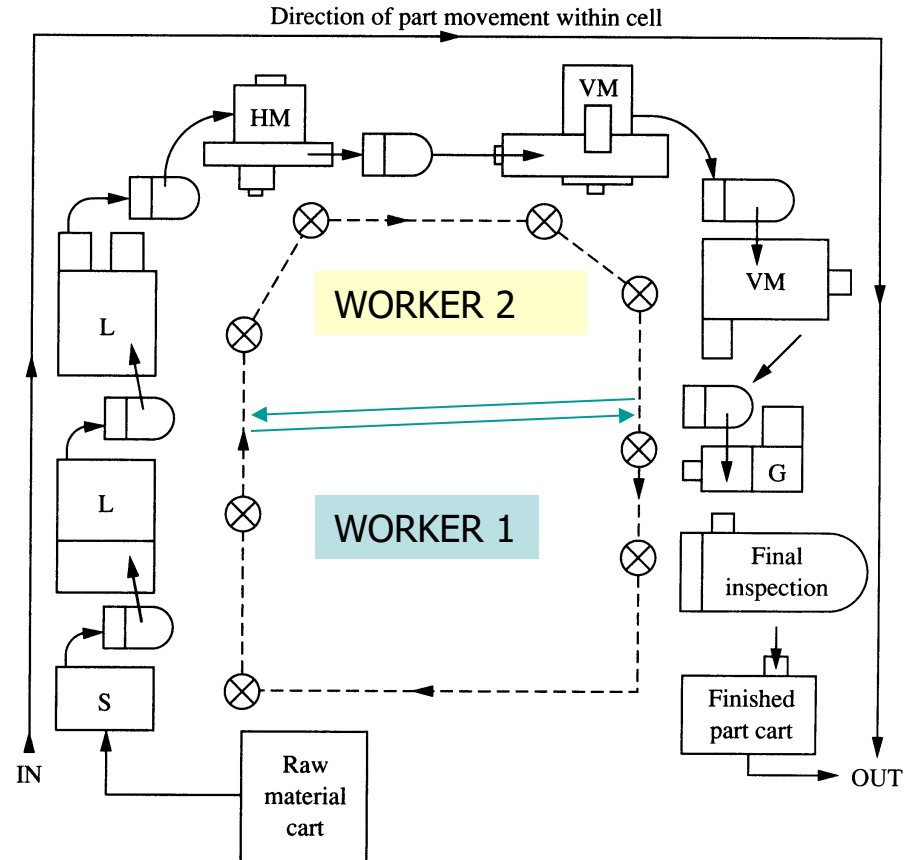 Direction of part movement within cell
HM
VM
L
VM
WORKER 2
L
G
WORKER 1
Final
inspection
S
Finished
part cart
IN
Raw
material
cart
OUT